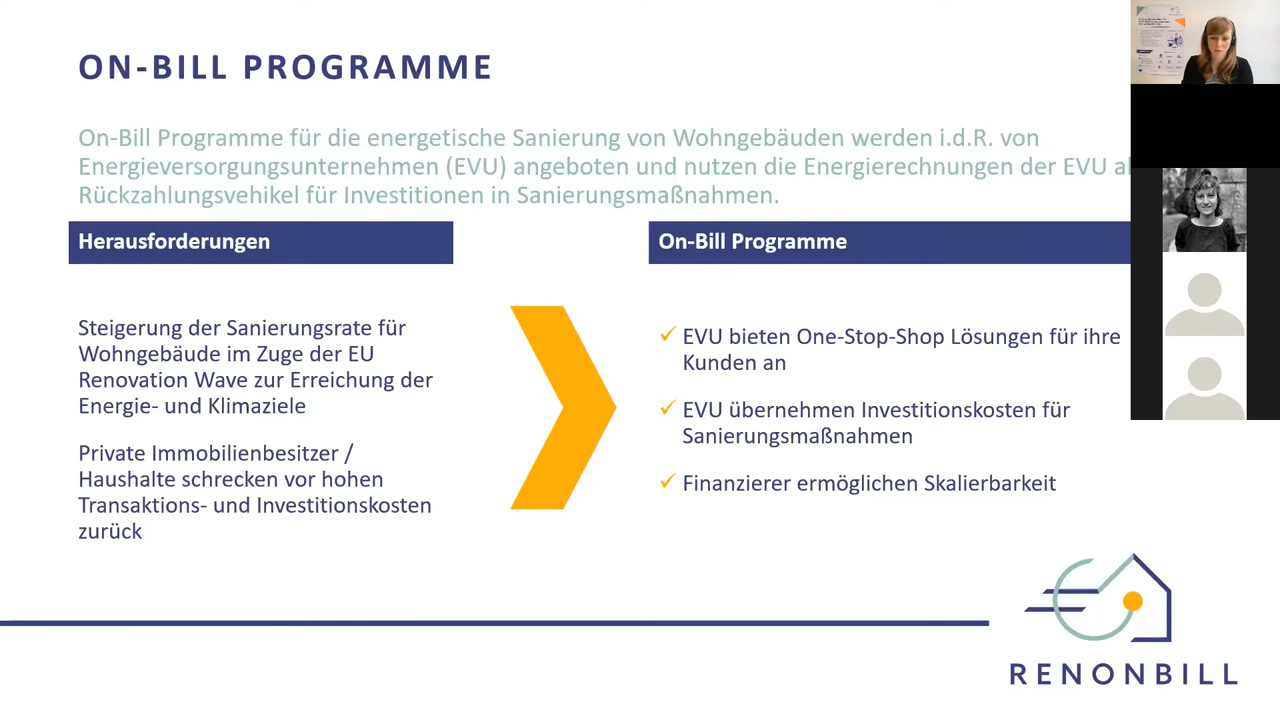 ON-BILL PROGRAMME
On-Bill Programme für die energetische Sanierung von Wohngebäuden werden i.d.R. von
Energieversorgungsunternehmen (EVU) angeboten und nutzen die Energierechnungen der EVU
Rückzahlungsvehikel für Investitionen in Sanierungsmaßnahmen.
Herausforderungen
Steigerung der Sanierungsrate für
Wohngebäude im Zuge der EU
Renovation Wave zur Erreichung der
Energie- und Klimaziele
Private Immobilienbesitzer /
Haushalte schrecken vor hohen
Transaktions- und Investitionskosten
zurück
On-Bill Programme
EVU bieten One-Stop-Shop Lösungen für ihre
Kunden an
EVU übernehmen Investitionskosten für
Sanierungsmaßnahmen
Finanzierer ermöglichen Skalierbarkeit
RENONBILL